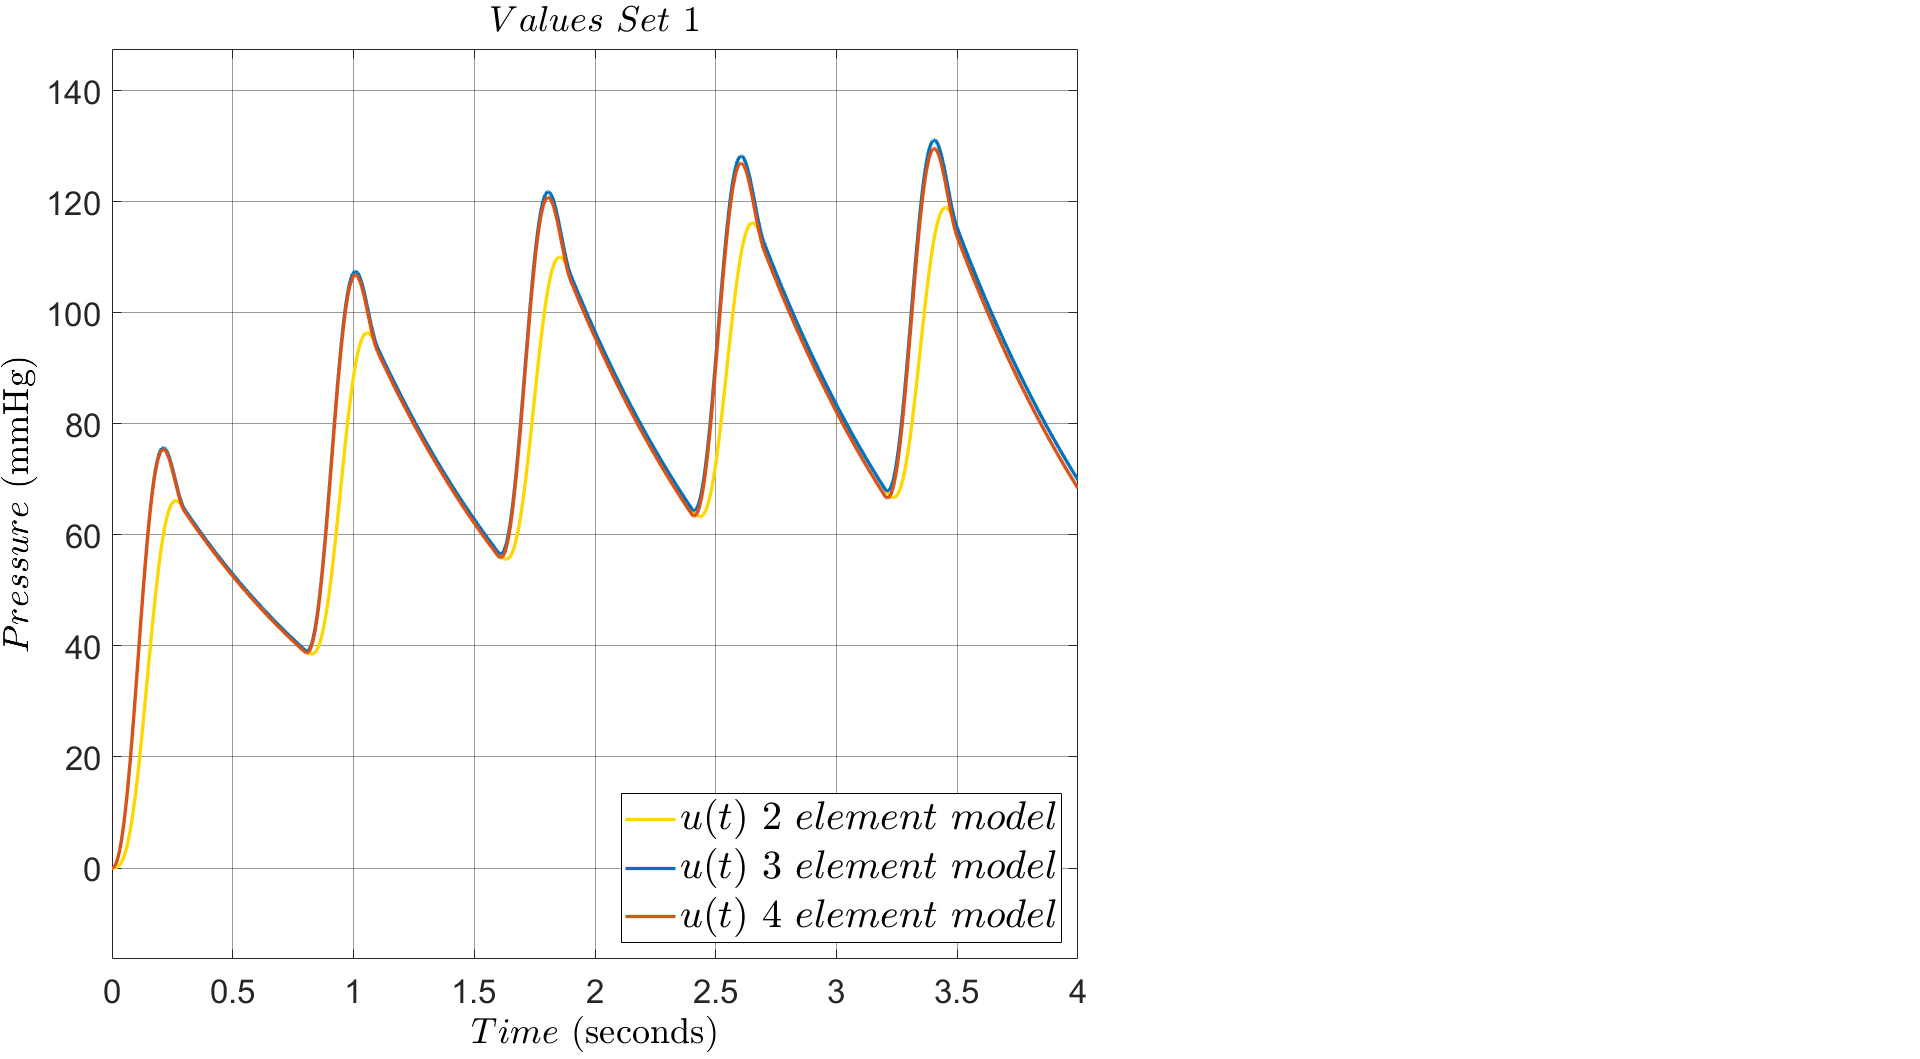 Values Set 1
140
120
100
80
60
40
20
0
Pressure (mmHg)
u(t) 2 element model
u(t) 3 element model
u(t) 4 element model
0 0.5 1 1.5 2 2.5 3 3.5 4
Time (seconds)